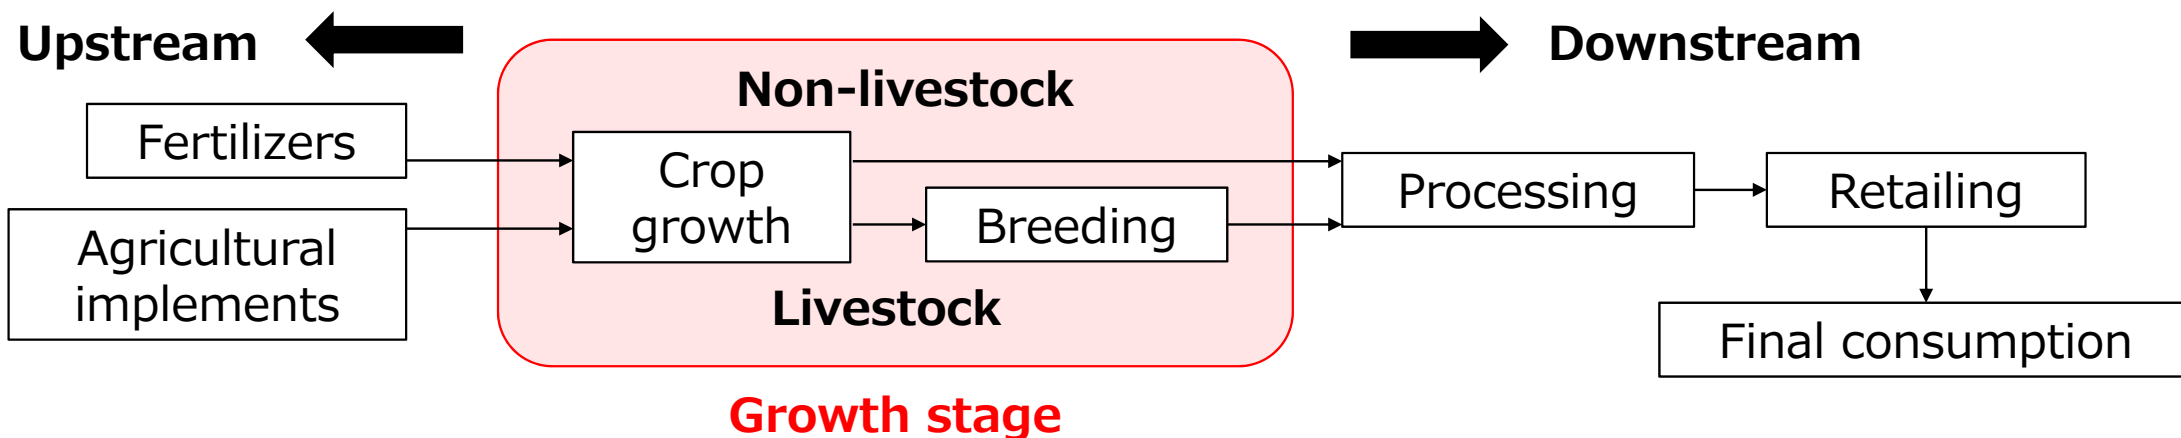 Upstream
Downstream
Non-livestock
Fertilizers
Crop
growth
Breeding
Processing
Retailing
Agricultural
implements
Livestock
Final consumption
Growth stage